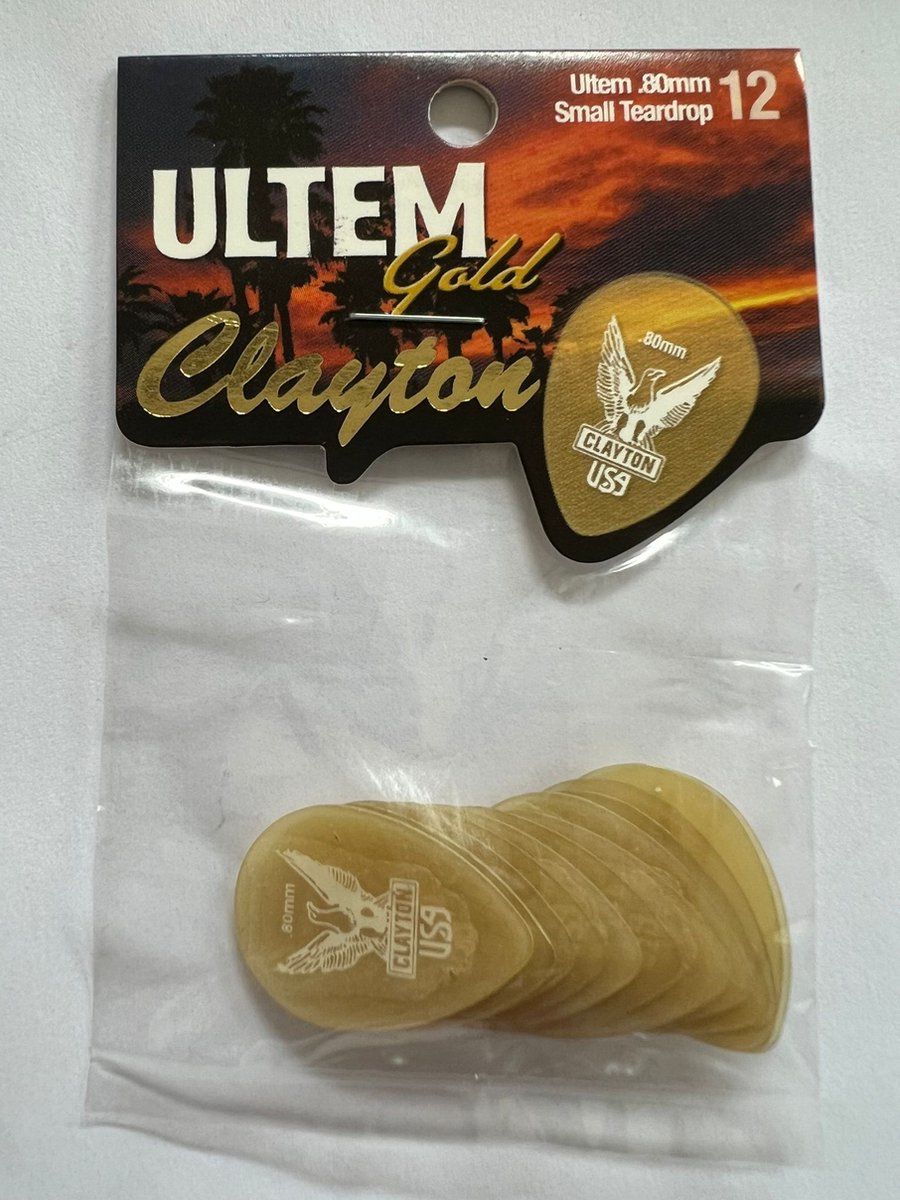 Ultem .80mm
Small Teardrop
12
ULTEM
Gold
Clayton
.80mm
CLAYTON
USA
.80mm
CLAYTON
USA